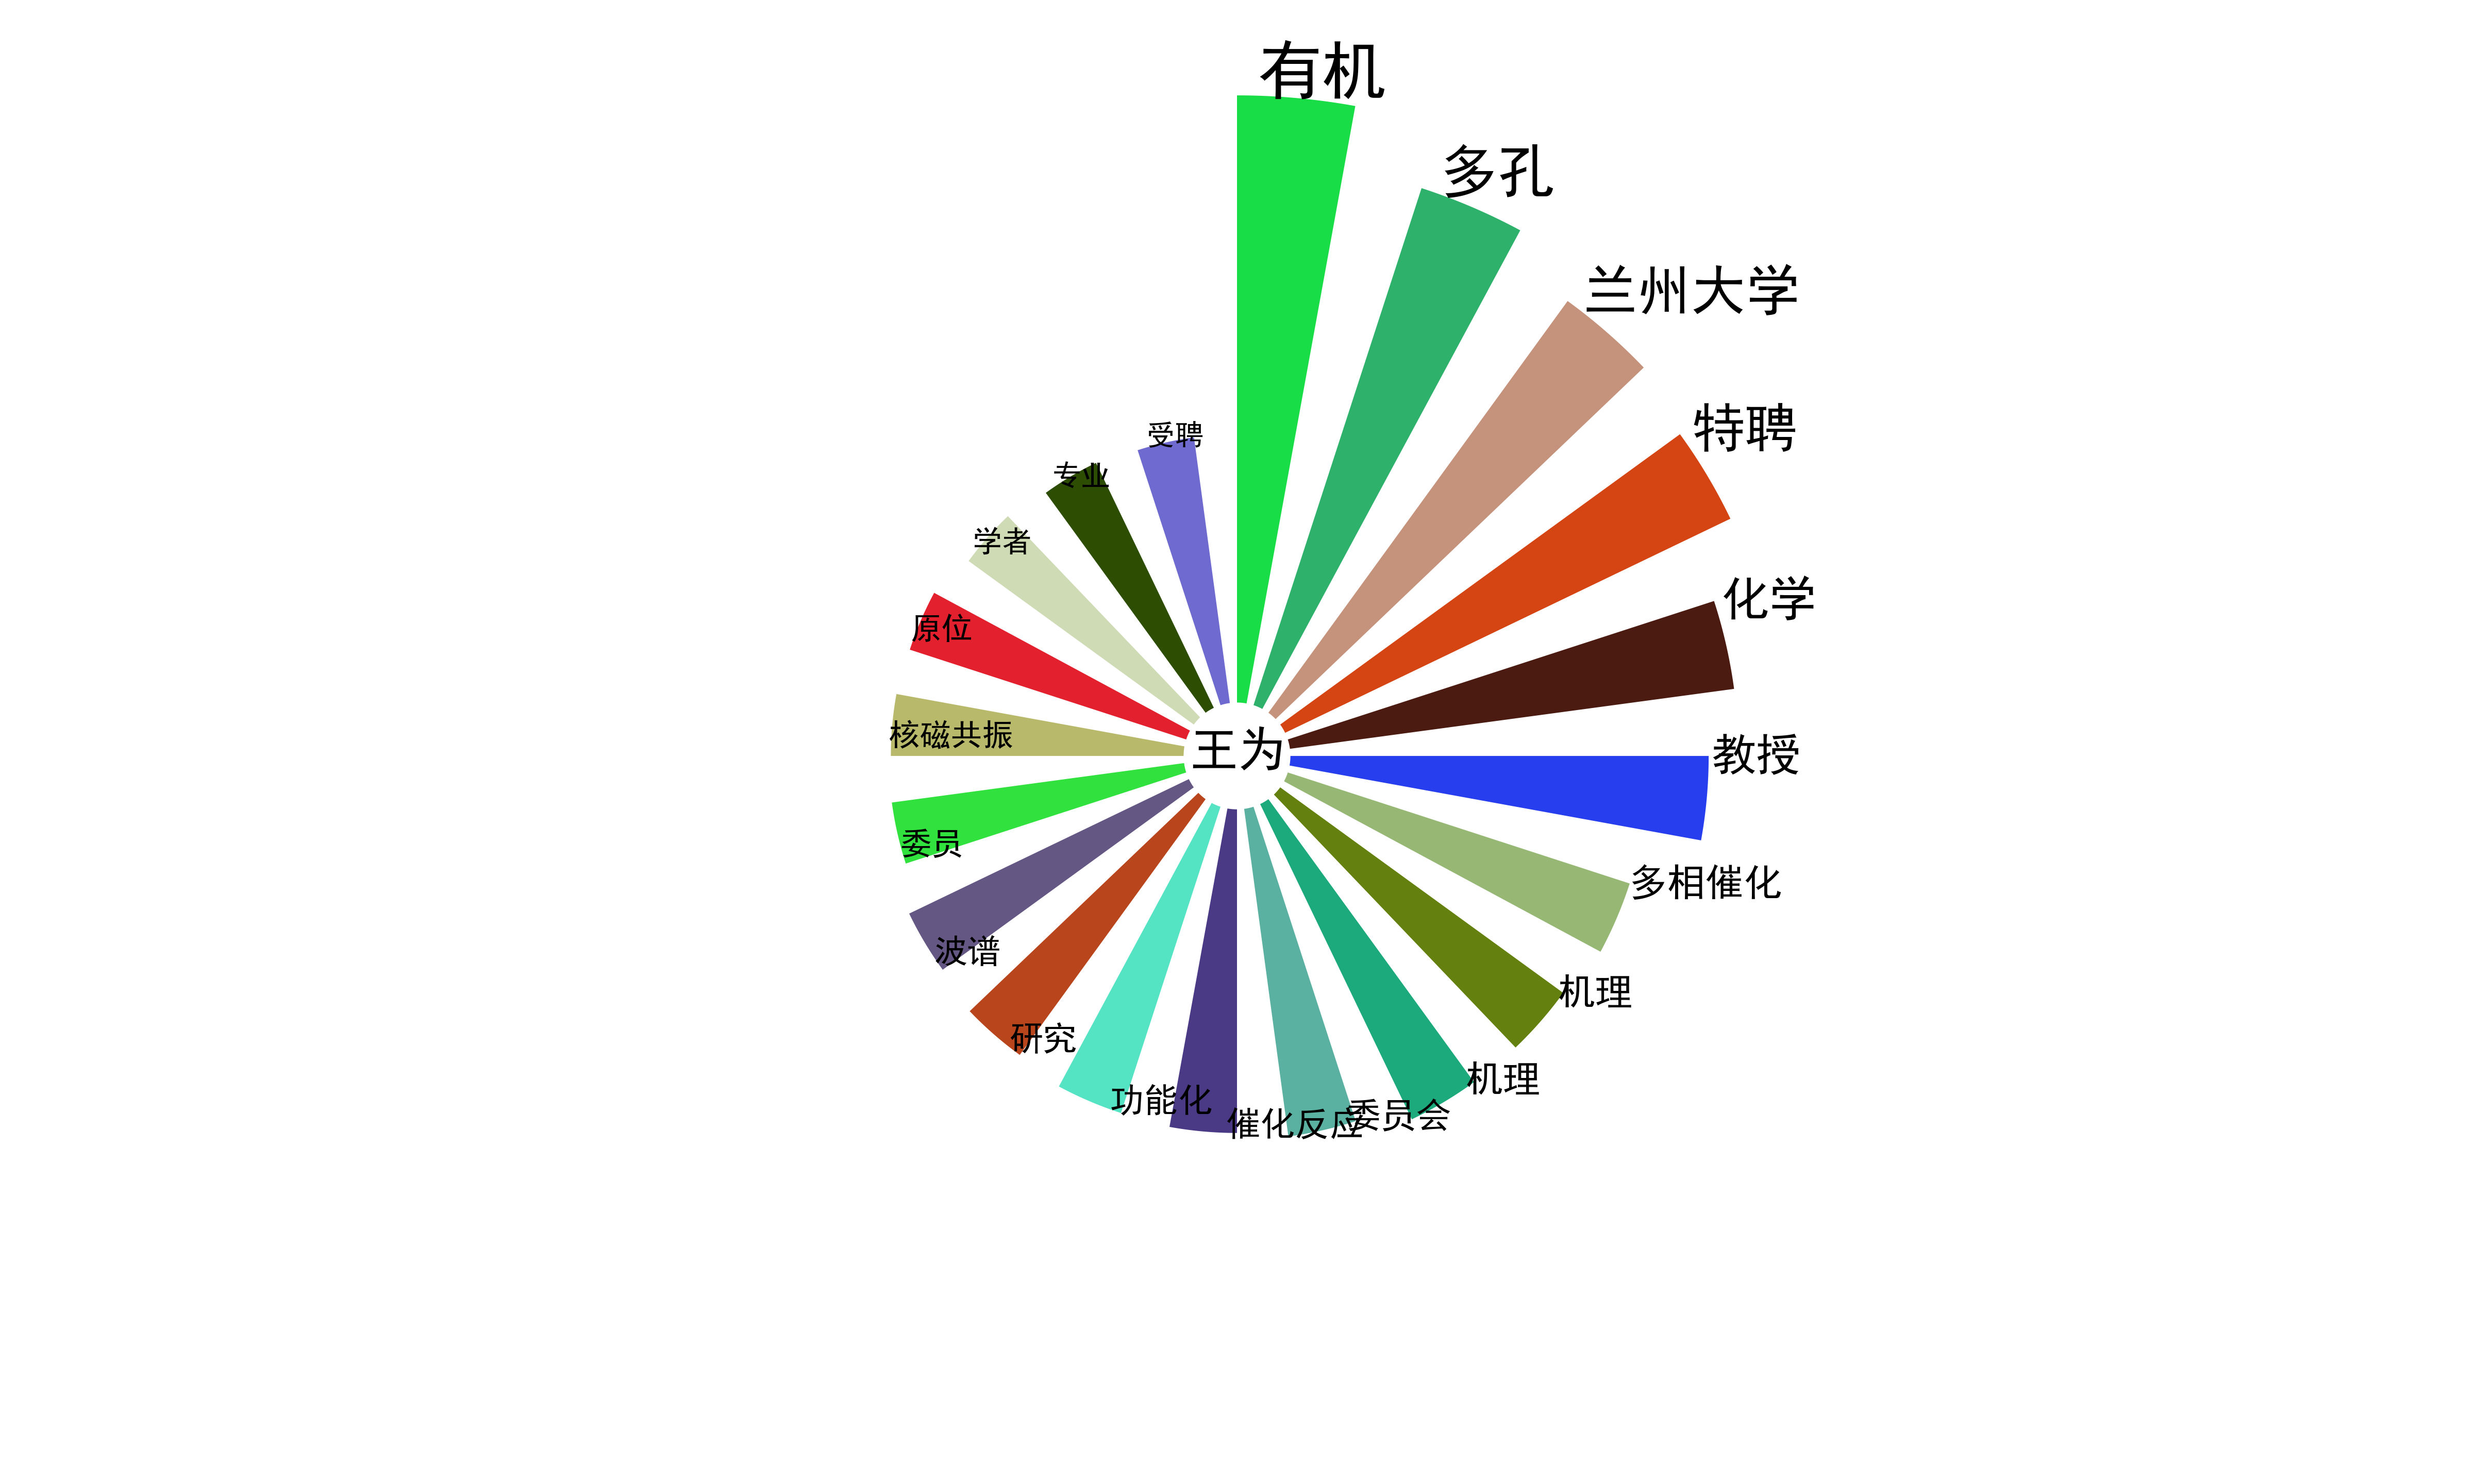 有机
多孔
兰州大学
特聘
化学
教授
多相催化
机理
机理
委员会
催化反应
功能化
研究
波谱
委员
核磁共振
原位
学者
专业
受聘
王为